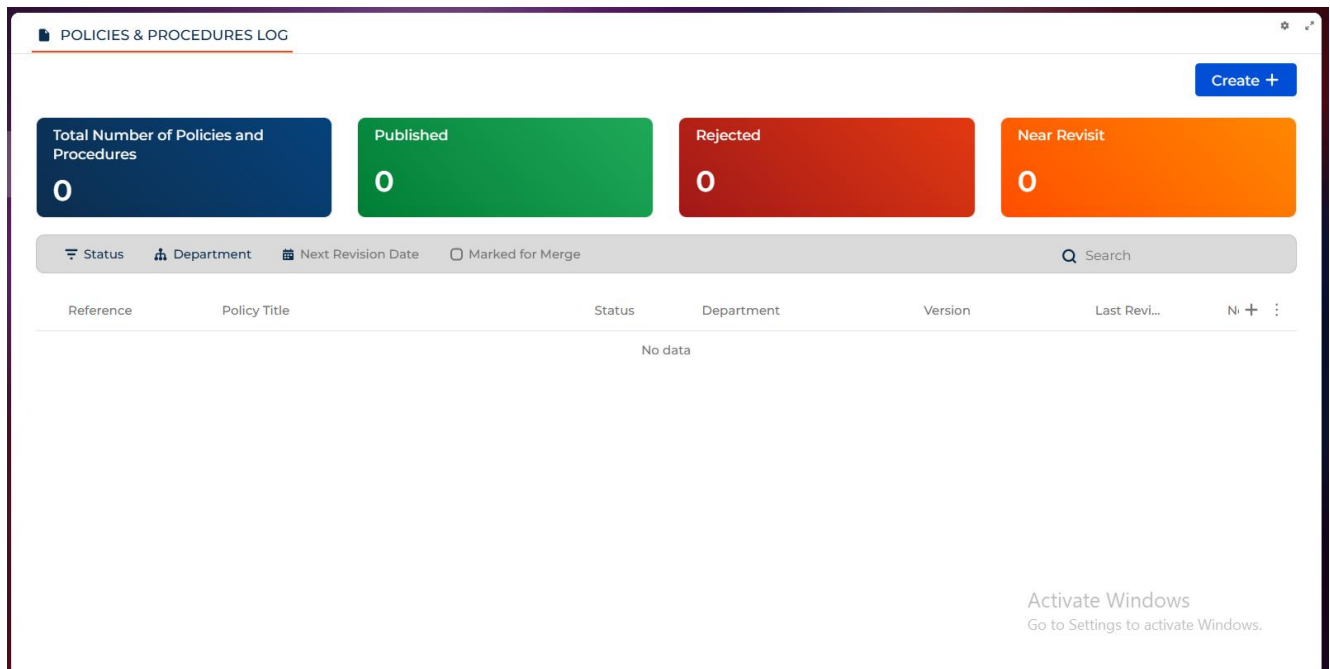 POLICIES & PROCEDURES LOG
Create +
Total Number of Policies and
Procedures
0
Published
0
Rejected
0
Near Revisit
0
Status Department Next Revision Date Marked for Merge Search
Reference Policy Title Status Department Version Last Revi...
No data
Activate Windows
Go to Settings to activate Windows.